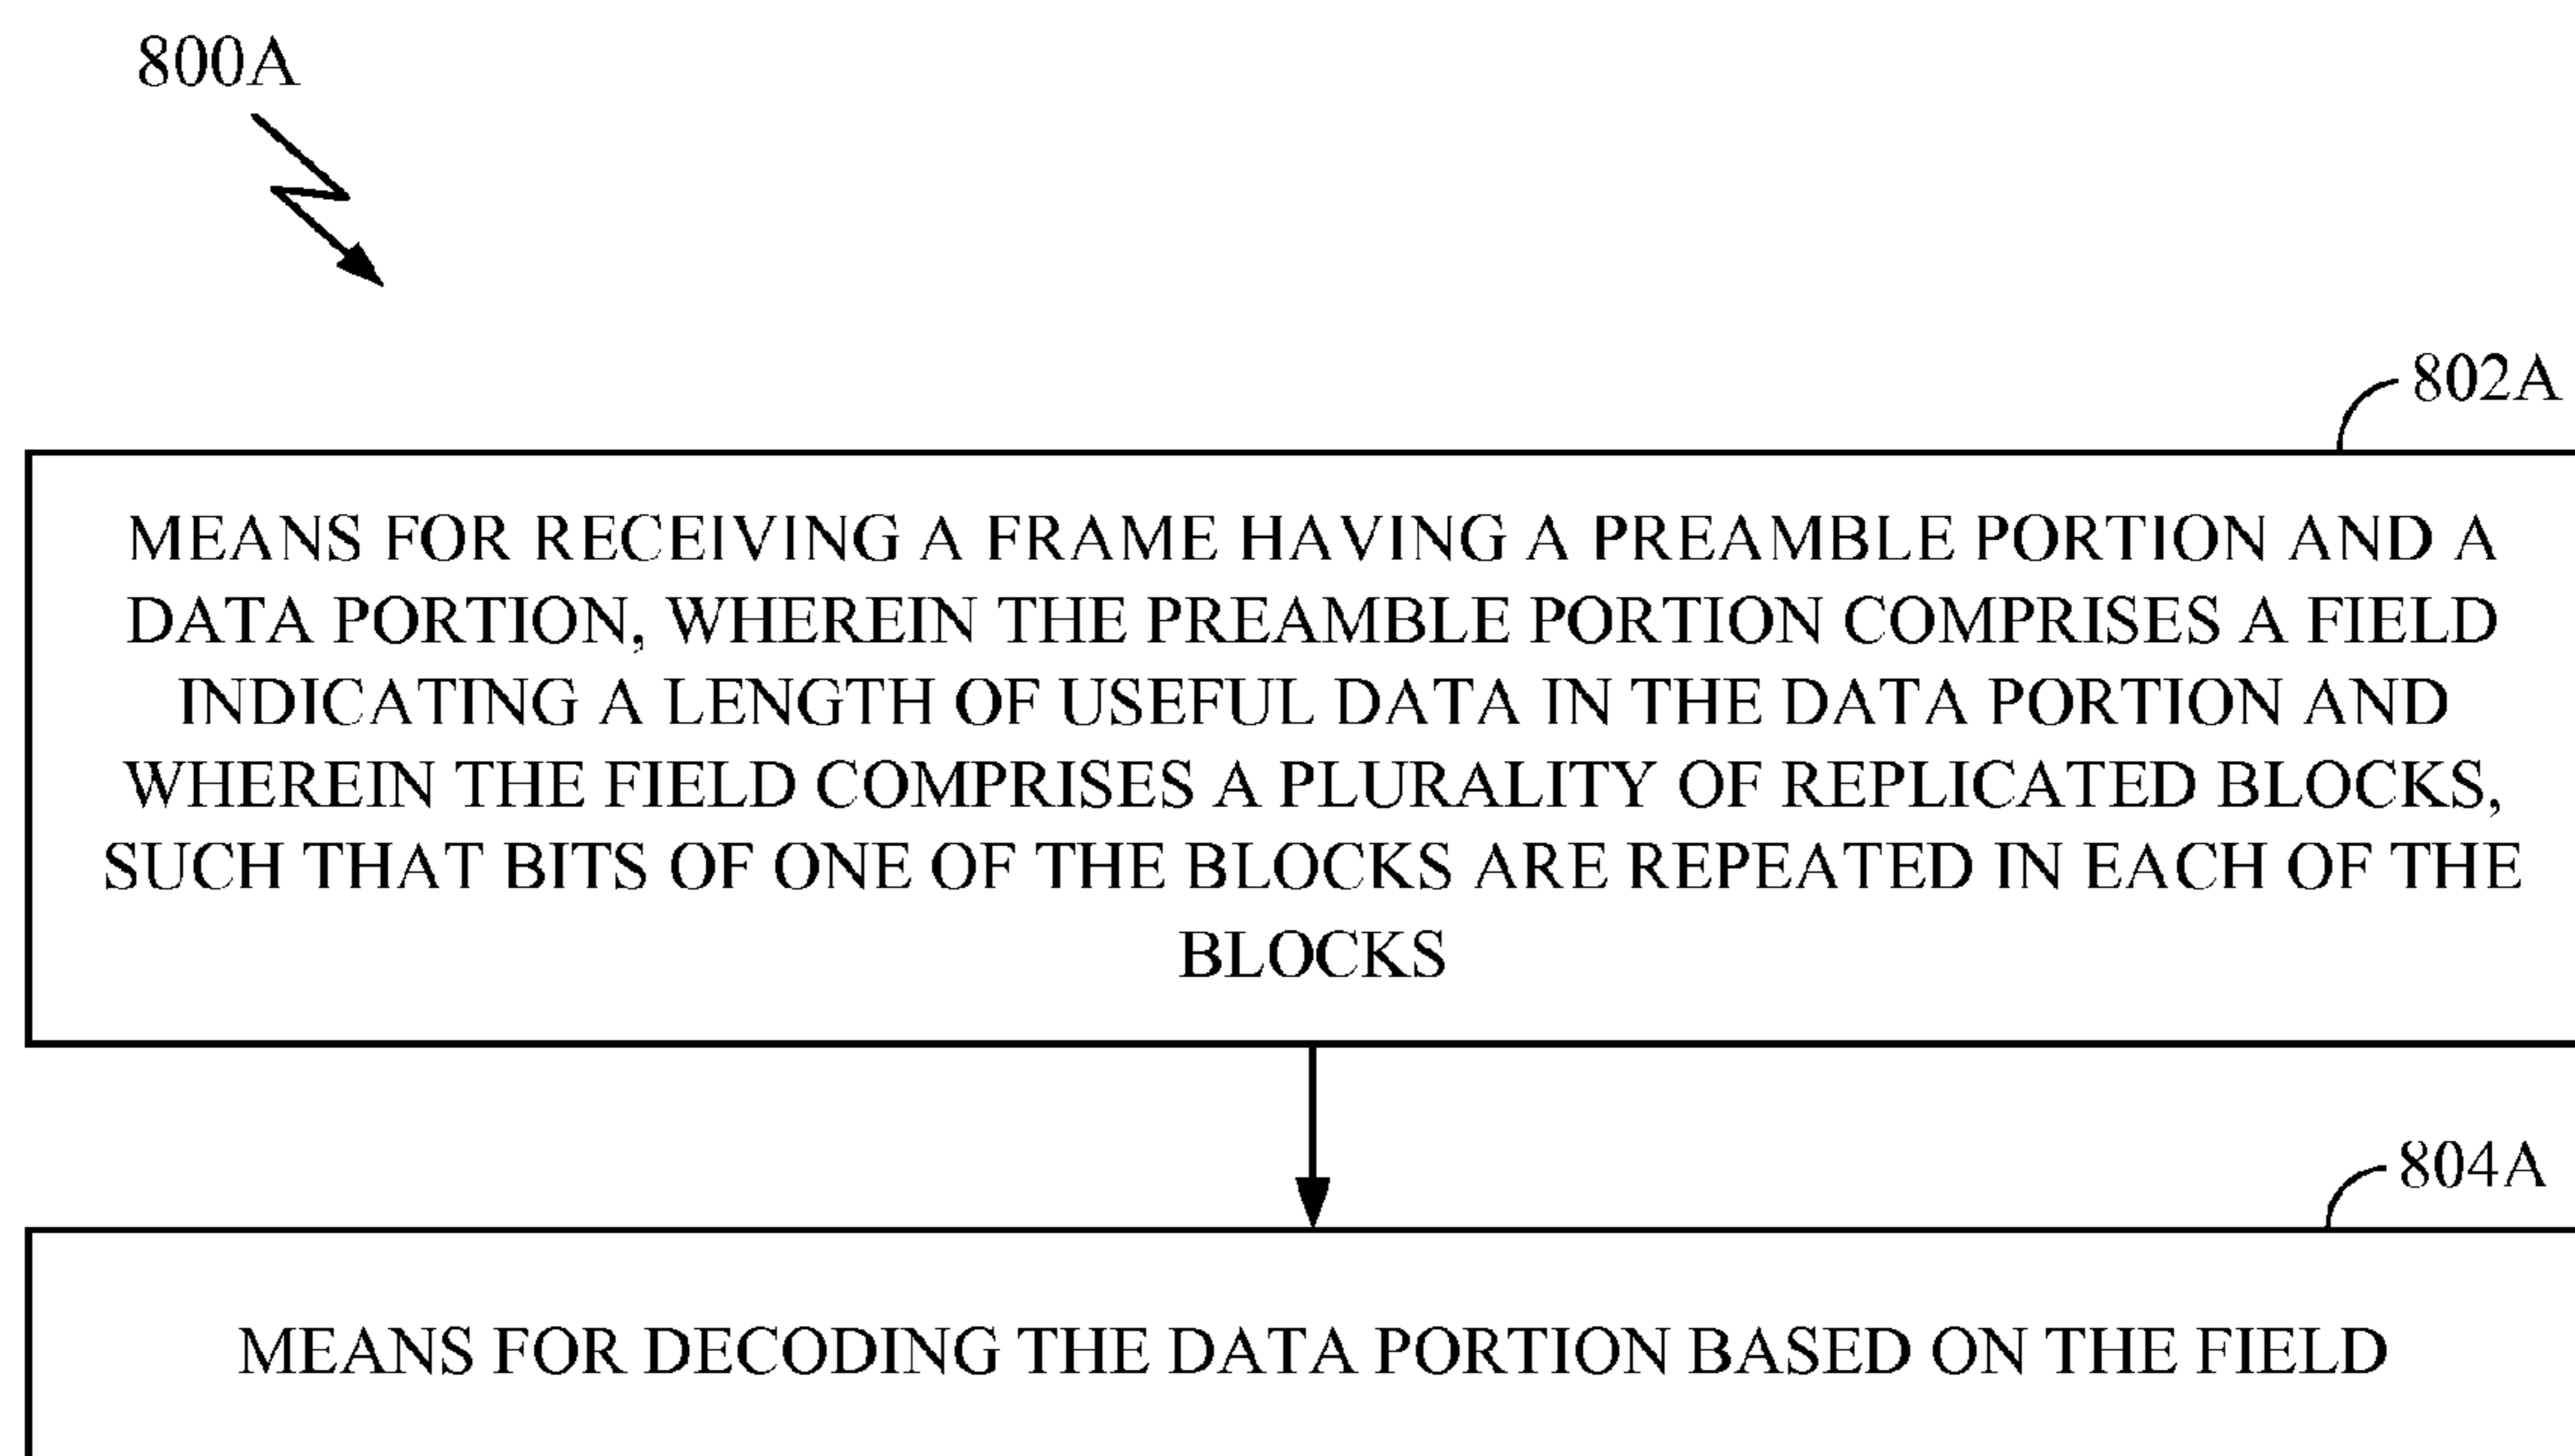 800A
802A
MEANS FOR RECEIVING A FRAME HAVING A PREAMBLE PORTION AND A
DATA PORTION, WHEREIN THE PREAMBLE PORTION COMPRISES A FIELD
INDICATING A LENGTH OF USEFUL DATA IN THE DATA PORTION AND
WHEREIN THE FIELD COMPRISES A PLURALITY OF REPLICATED BLOCKS,
SUCH THAT BITS OF ONE OF THE BLOCKS ARE REPEATED IN EACH OF THE
BLOCKS
804A
MEANS FOR DECODING THE DATA PORTION BASED ON THE FIELD